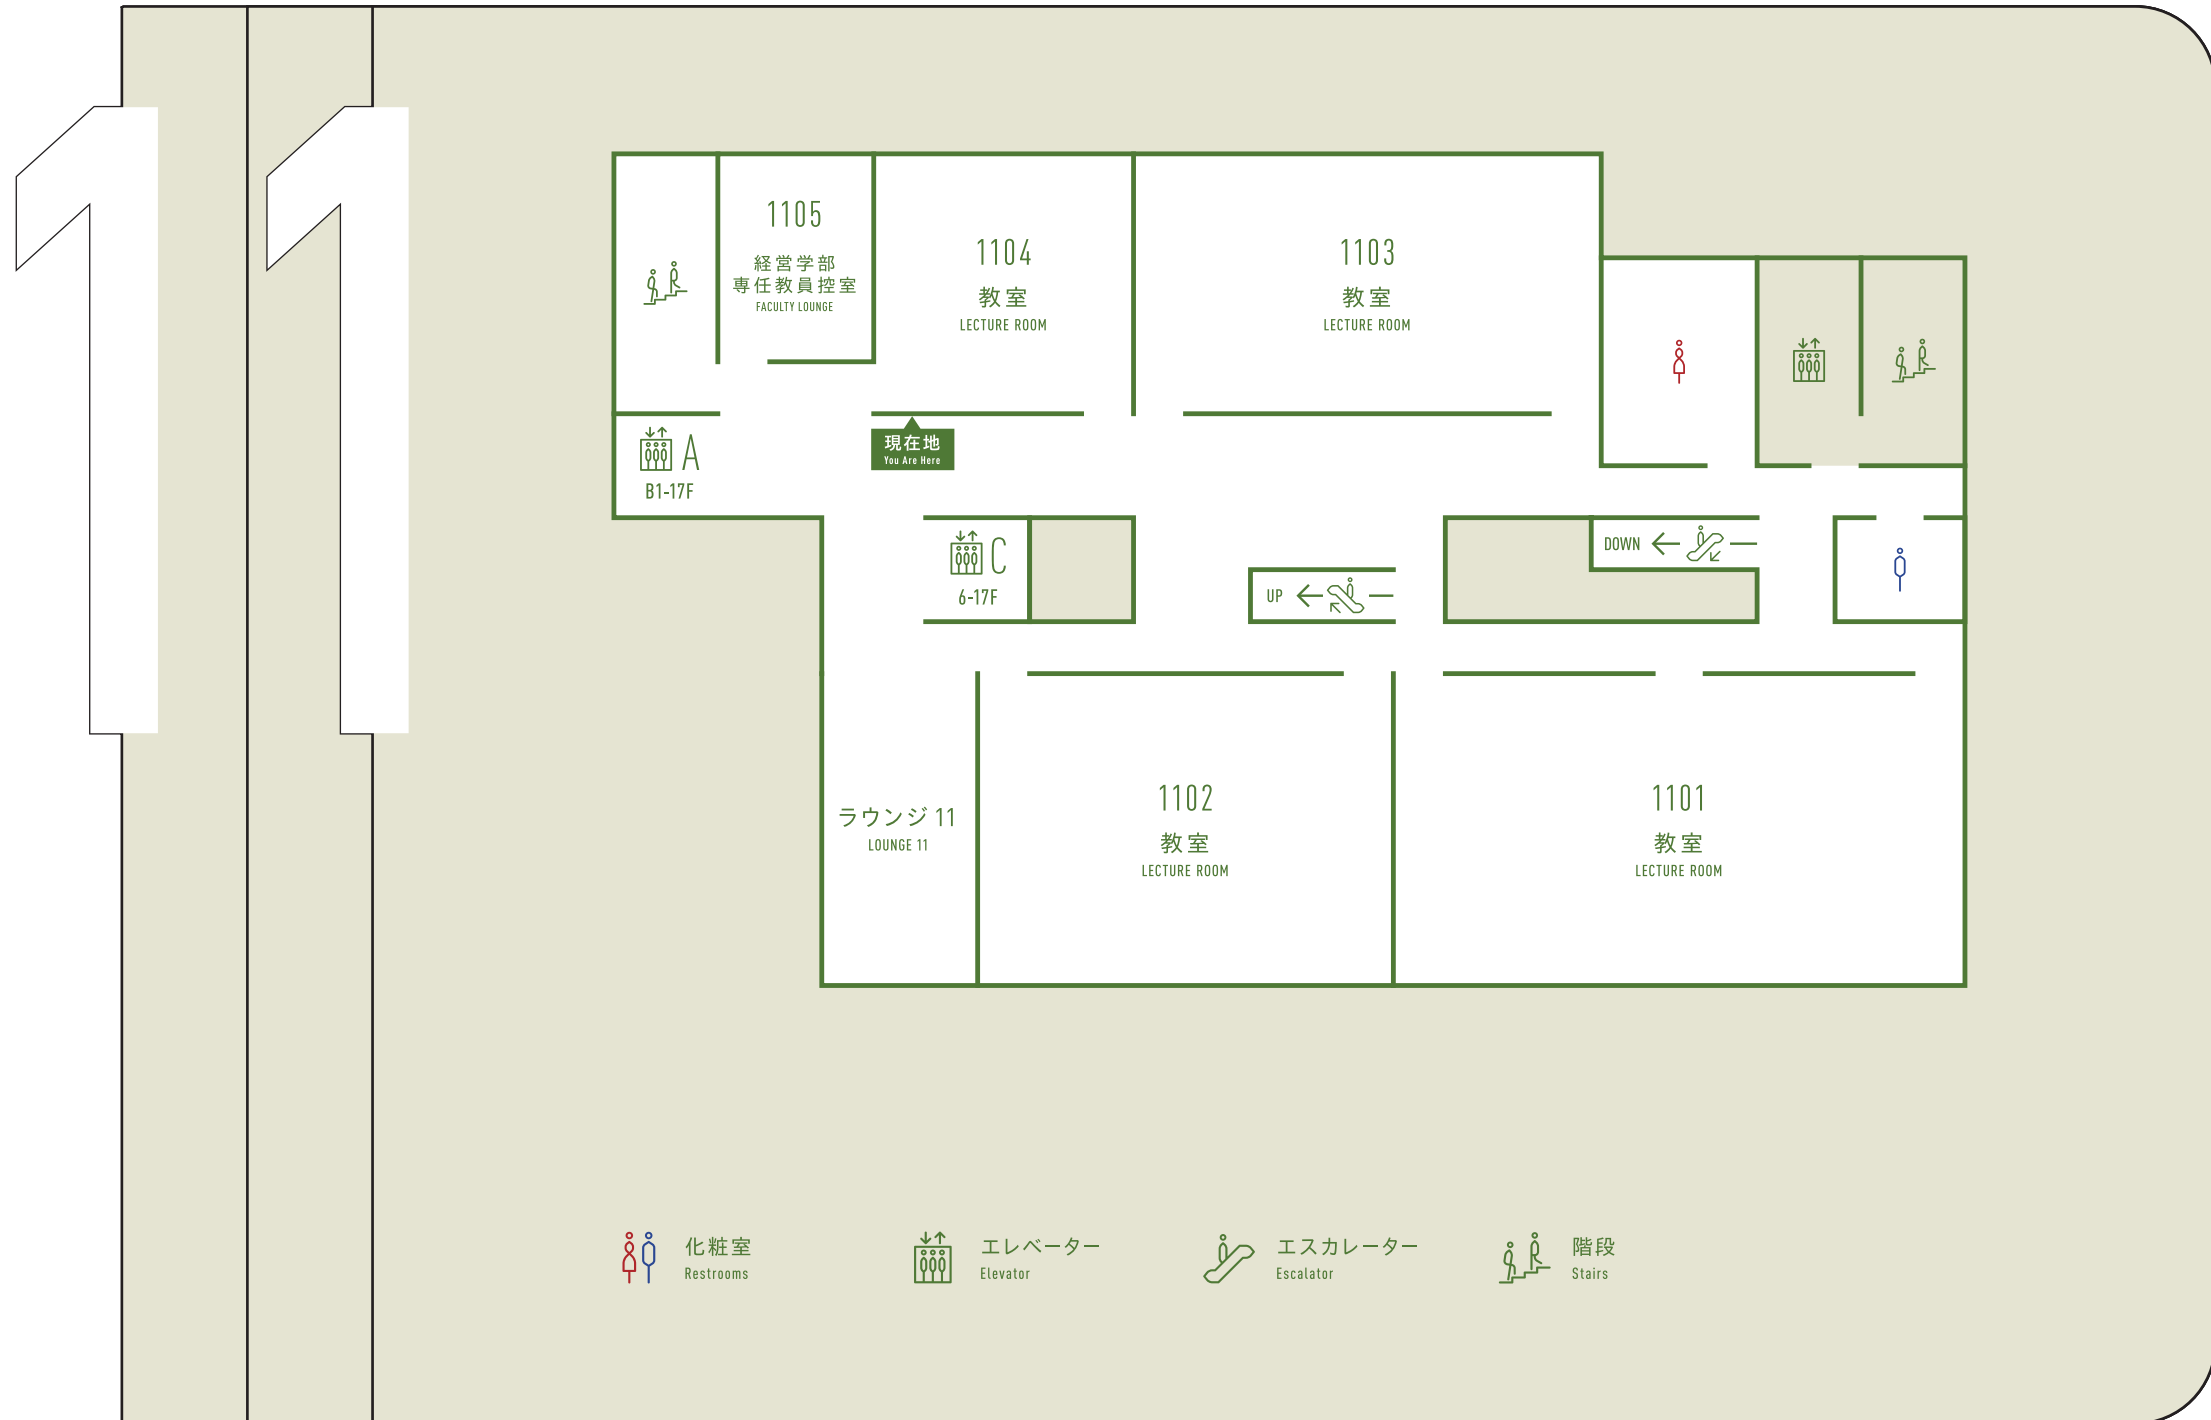 11
1105
経営学部
専任教員控室
FACULTY LOUNGE
1104
教室
LECTURE ROOM
1103
教室
LECTURE ROOM
A
B1-17F
現在地
You Are Here
C
6-17F
UP
DOWN
ラウンジ 11
LOUNGE 11
1102
教室
LECTURE ROOM
1101
教室
LECTURE ROOM
化粧室
Restrooms
エレベーター
Elevator
エスカレーター
Escalator
階段
Stairs